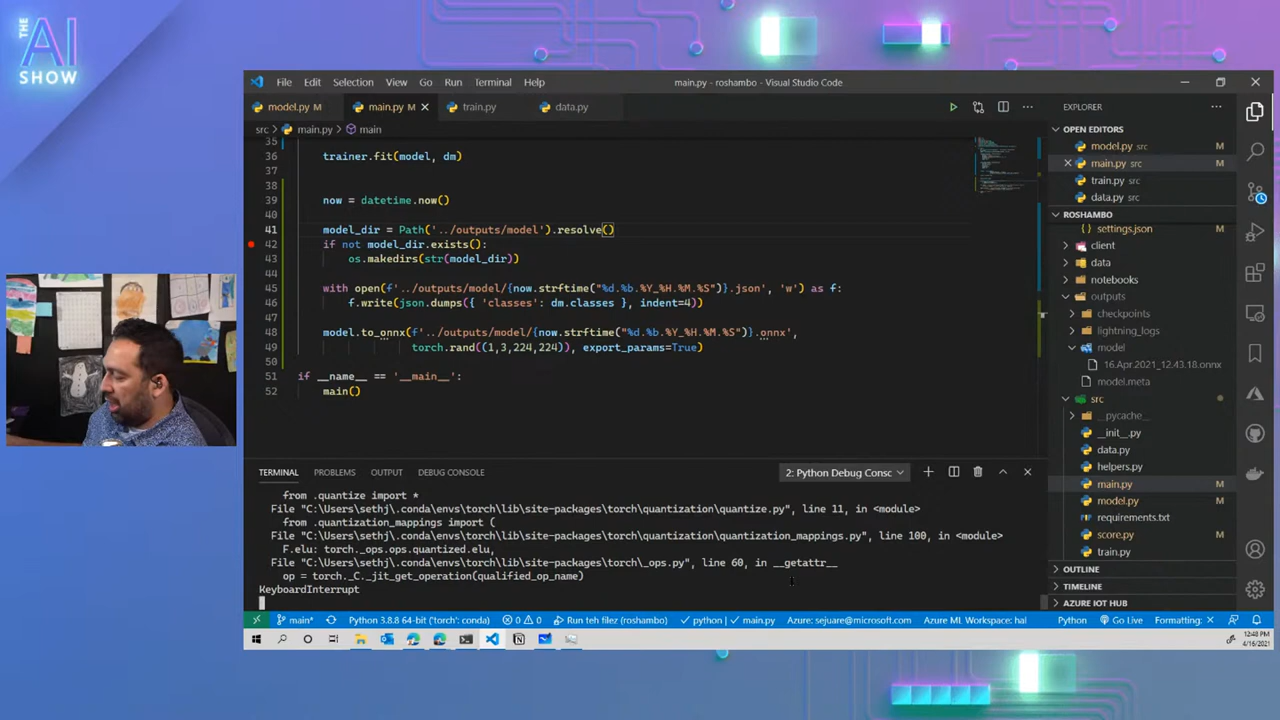 THE
AI
SHOW
File Edit Selection View Go Run Terminal Help
main.py - roshambo - Visual Studio Code
model.py M
main.py M
train.py
data.py
src > main.py > main
35
36 trainer.fit(model, dm)
37
38
39 now = datetime.now()
40
41 model_dir = Path('../outputs/model').resolve()
42 if not model_dir.exists():
43 os.makedirs(str(model_dir))
44
45 with open(f'../outputs/model/{now.strftime("%d.%b.%Y_%H.%M.%S")}.json', 'w') as f:
46 f.write(json.dumps({ 'classes': dm.classes }, indent=4))
47
48 model.to_onnx(f'../outputs/model/{now.strftime("%d.%b.%Y_%H.%M.%S")}.onnx',
49 torch.rand((1,3,224,224)), export_params=True)
50
51 if __name__ == '__main__':
52 main()
EXPLORER
OPEN EDITORS
model.py src M
main.py src M
train.py src
data.py src
ROSHAMBO
settings.json
client
data
notebooks
outputs
checkpoints
lightning_logs
model
16.Apr.2021_12.43.18.onnx
model.meta
src
__pycache__
__init__.py
data.py
helpers.py
main.py M
model.py M
requirements.txt
score.py M
train.py
OUTLINE
TIMELINE
AZURE IOT HUB
TERMINAL PROBLEMS OUTPUT DEBUG CONSOLE
2: Python Debug Consc
from .quantize import *
File "C:\Users\sethj\.conda\envs\torch\lib\site-packages\torch\quantization\quantize.py", line 11, in <module>
from .quantization_mappings import (
File "C:\Users\sethj\.conda\envs\torch\lib\site-packages\torch\quantization\quantization_mappings.py", line 100, in <module>
F.elu: torch._ops.ops.quantized.elu,
File "C:\Users\sethj\.conda\envs\torch\lib\site-packages\torch\_ops.py", line 60, in __getattr__
op = torch._C._jit_get_operation(qualified_op_name)
KeyboardInterrupt
main* Python 3.8.8 64-bit ('torch': conda) 0 0 Run teh filez (roshambo) python | main.py Azure: sejuare@microsoft.com Azure ML Workspace: hal Python Go Live Formatting:
12:48 PM
4/16/2021